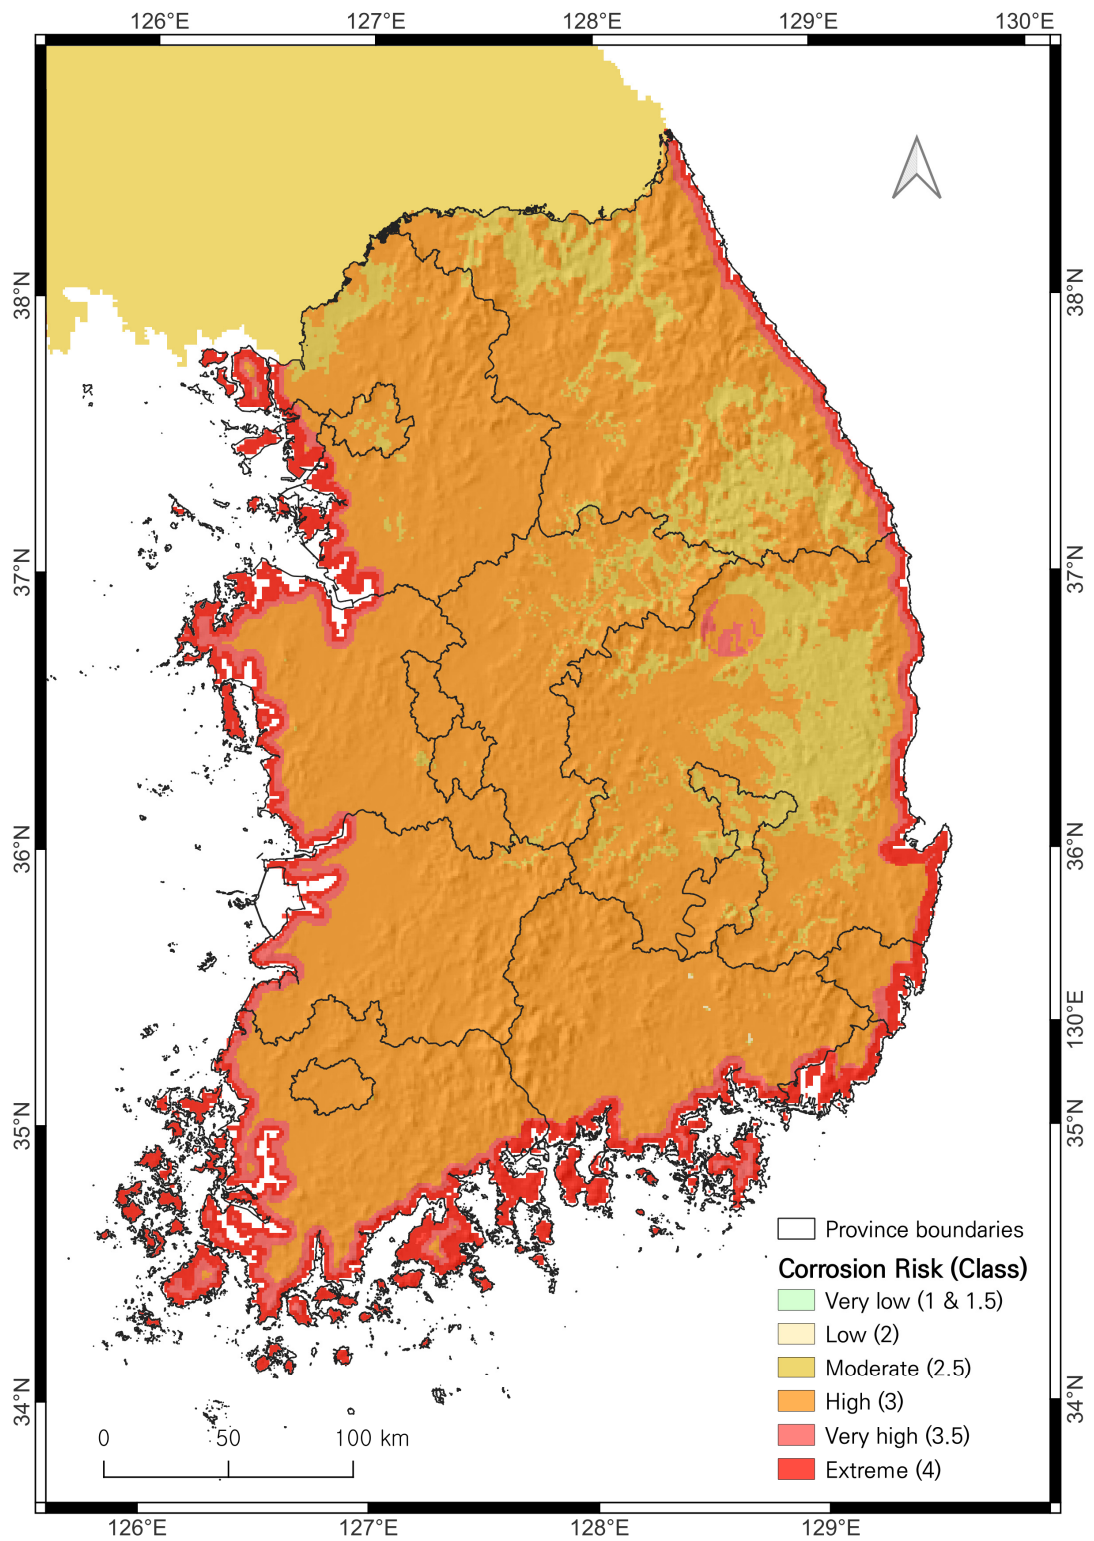 126°E 127°E 128°E 129°E 130°E
38°N 38°N
37°N 37°N
36°N 36°N
130°E
35°N 35°N
Province boundaries
Corrosion Risk (Class)
Very low (1 & 1.5)
Low (2)
Moderate (2.5)
High (3)
Very high (3.5)
Extreme (4)
34°N 34°N
0 50 100 km
126°E 127°E 128°E 129°E